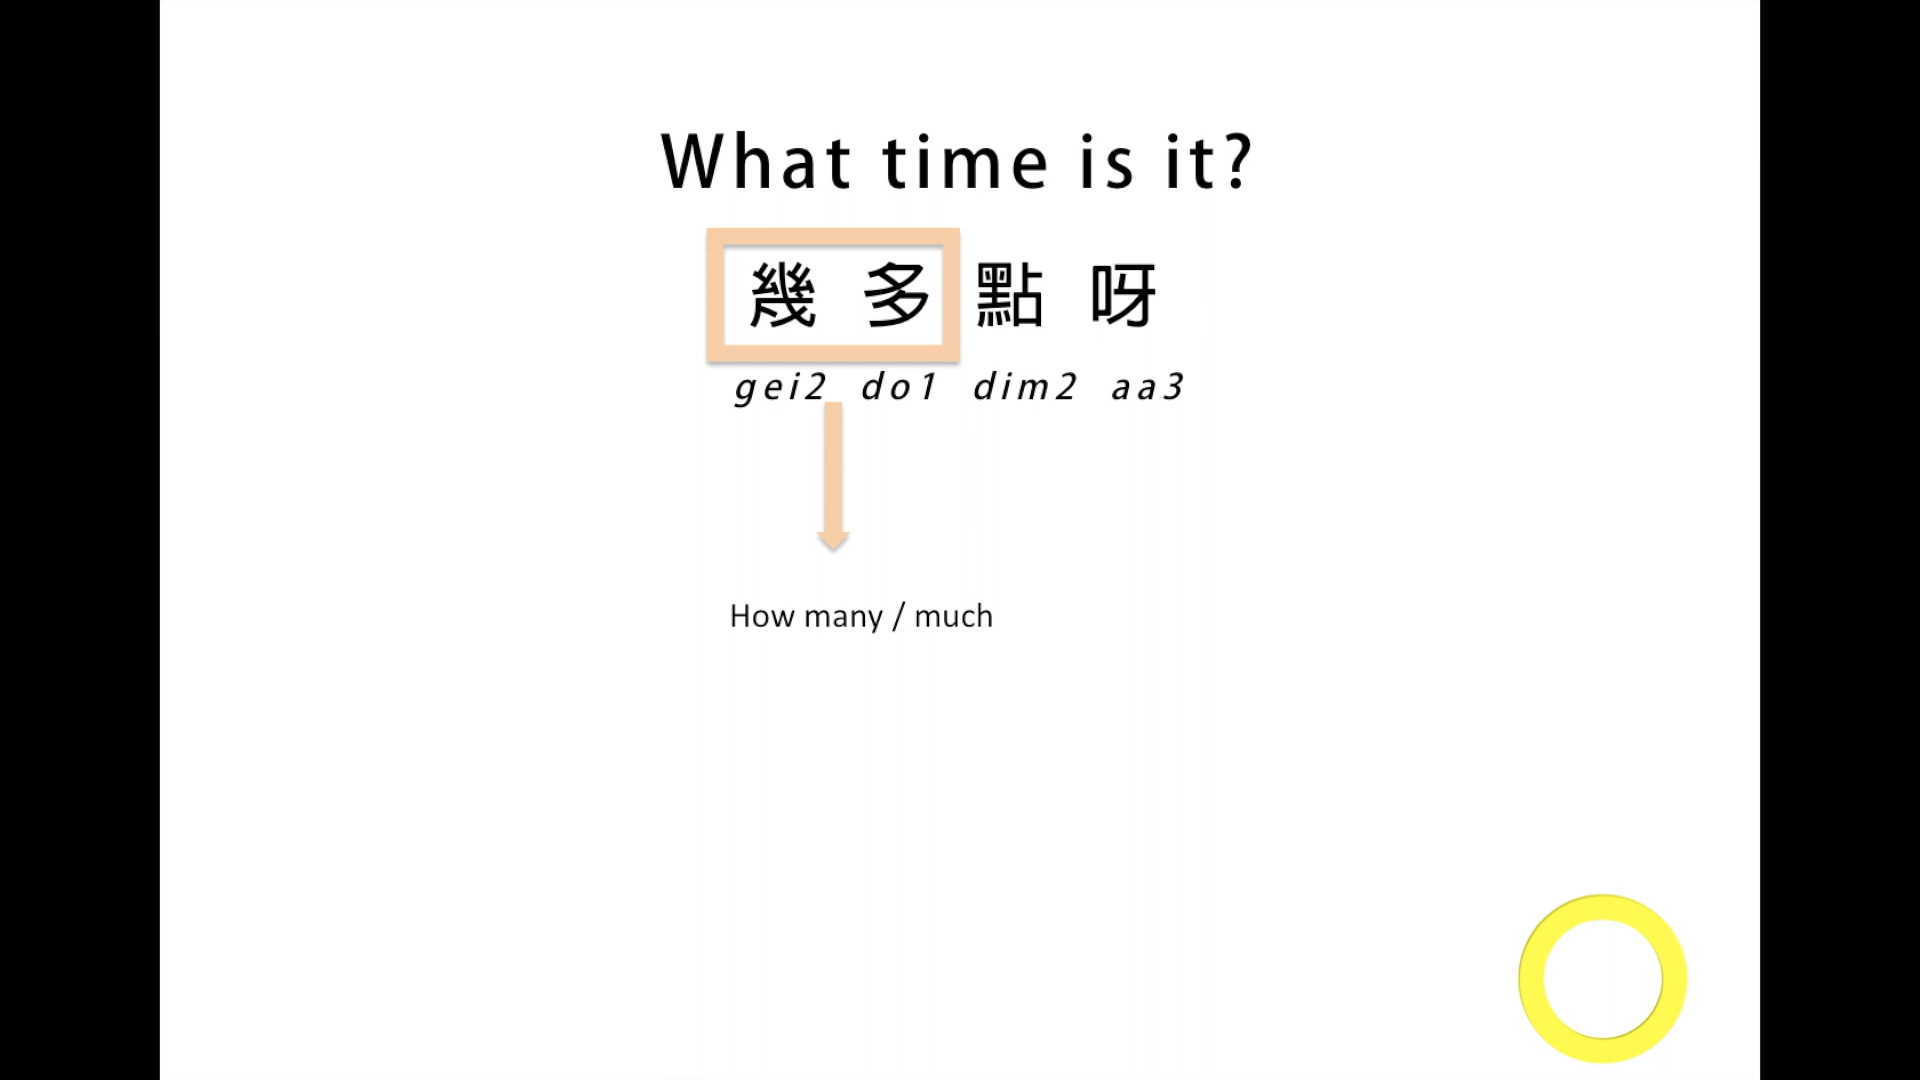 What time is it?
幾多點呀
gei2 do1 dim2 aa3
How many / much